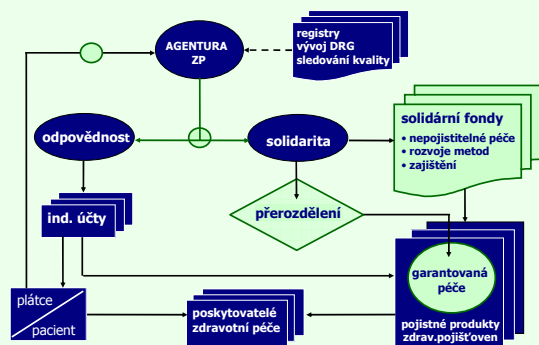 AGENTURA
ZP
registry
vývoj DRG
sledování kvality
odpovědnost
solidarita
solidární fondy
• nepojistitelné péče
• rozvoje metod
• zajištění
ind. účty
přerozdělení
garantovaná
péče
plátce
pacient
poskytovatelé
zdravotní péče
pojistné produkty
zdrav.pojišťoven